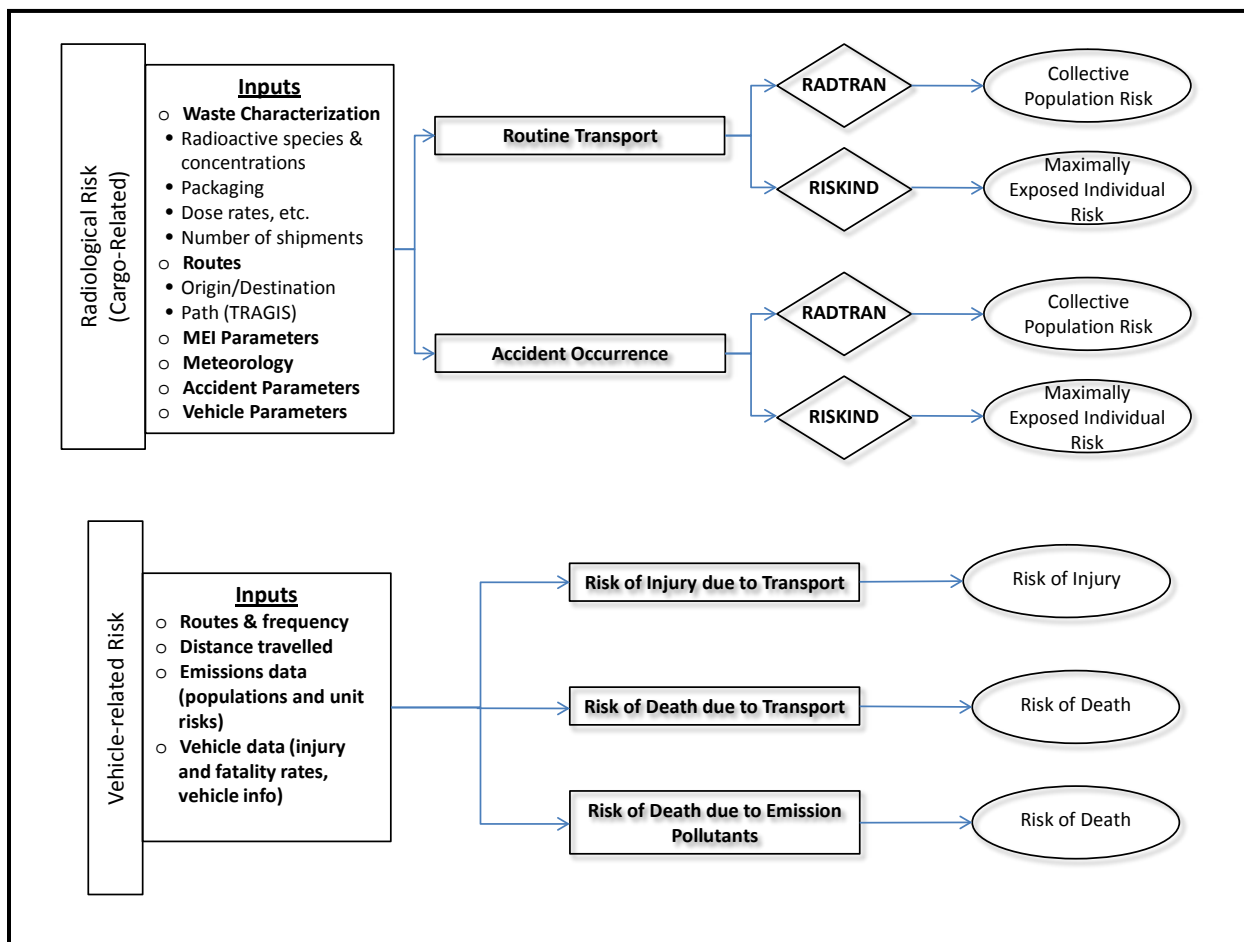 Radiological Risk
(Cargo-Related)
Inputs
o Waste Characterization
• Radioactive species &
concentrations
• Packaging
• Dose rates, etc.
• Number of shipments
o Routes
• Origin/Destination
• Path (TRAGIS)
o MEI Parameters
o Meteorology
o Accident Parameters
o Vehicle Parameters
Routine Transport
RADTRAN
Collective
Population Risk
RISKIND
Maximally
Exposed Individual
Risk
Accident Occurrence
RADTRAN
Collective
Population Risk
RISKIND
Maximally
Exposed Individual
Risk
Vehicle-related Risk
Inputs
o Routes & frequency
o Distance travelled
o Emissions data
(populations and unit
risks)
o Vehicle data (injury
and fatality rates,
vehicle info)
Risk of Injury due to Transport
Risk of Injury
Risk of Death due to Transport
Risk of Death
Risk of Death due to Emission
Pollutants
Risk of Death